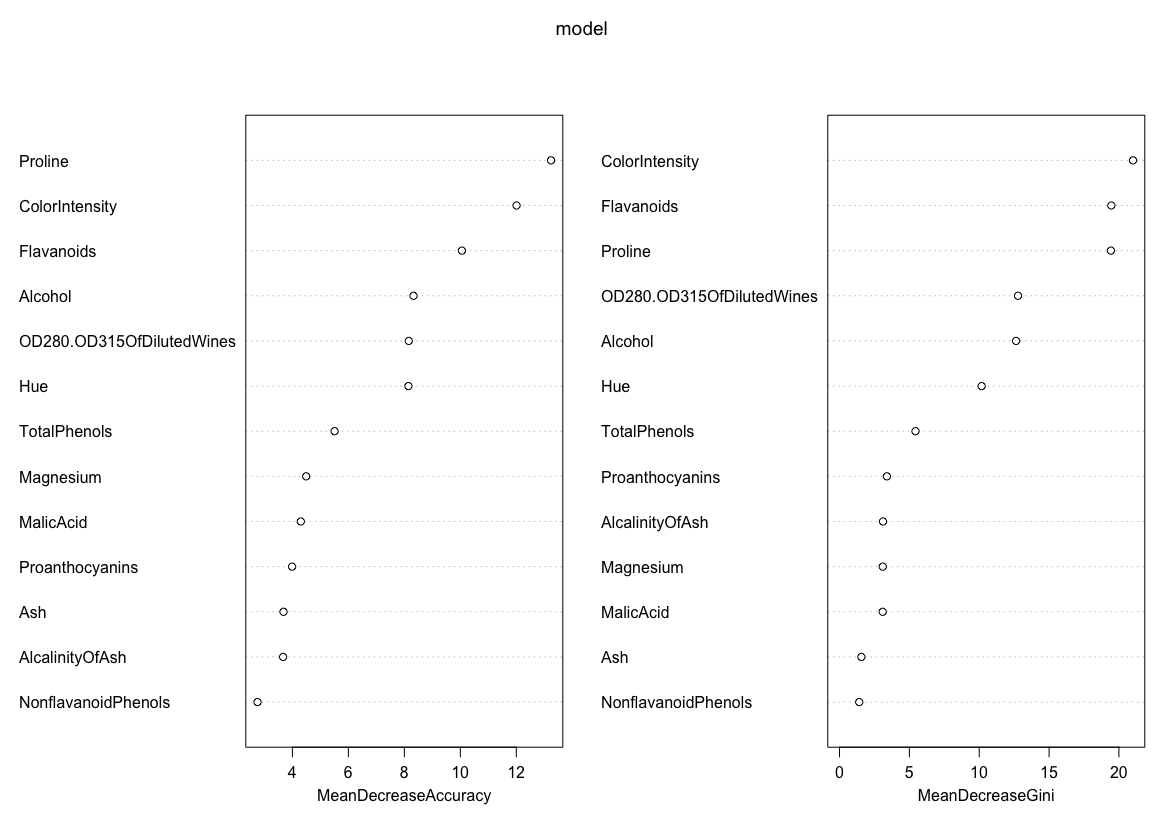 model
Proline
ColorIntensity
Flavanoids
Alcohol
OD280.OD315OfDilutedWines
Hue
TotalPhenols
Magnesium
MalicAcid
Proanthocyanins
Ash
AlcalinityOfAsh
NonflavanoidPhenols
4 6 8 10 12
MeanDecreaseAccuracy
ColorIntensity
Flavanoids
Proline
OD280.OD315OfDilutedWines
Alcohol
Hue
TotalPhenols
Proanthocyanins
AlcalinityOfAsh
Magnesium
MalicAcid
Ash
NonflavanoidPhenols
0 5 10 15 20
MeanDecreaseGini